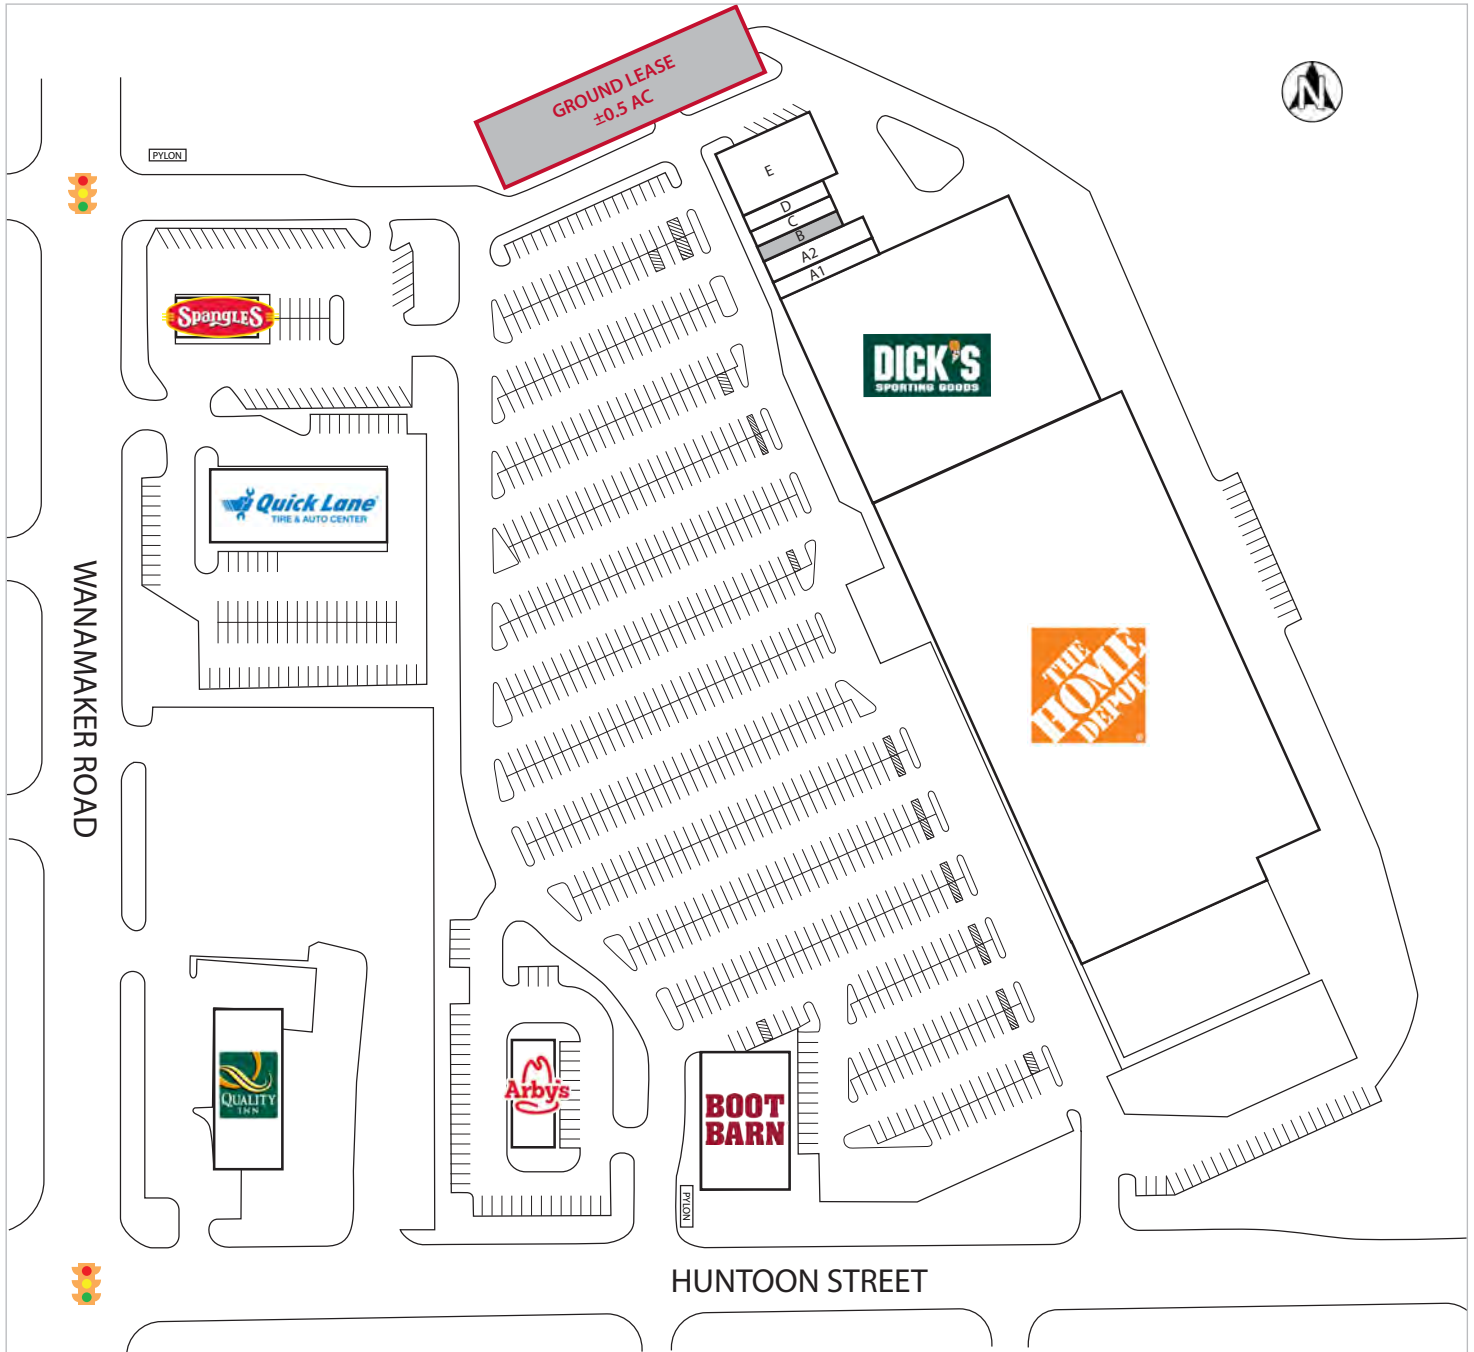 GROUND LEASE
±0.5 AC
N
PYLON
E
D
C
B
A2
A1
SPANGLES
DICK'S
SPORTING GOODS
Quick Lane
TIRE & AUTO CENTER
WANAMAKER ROAD
THE
HOME
DEPOT
QUALITY
INN
Arby's
BOOT
BARN
PYLON
HUNTOON STREET